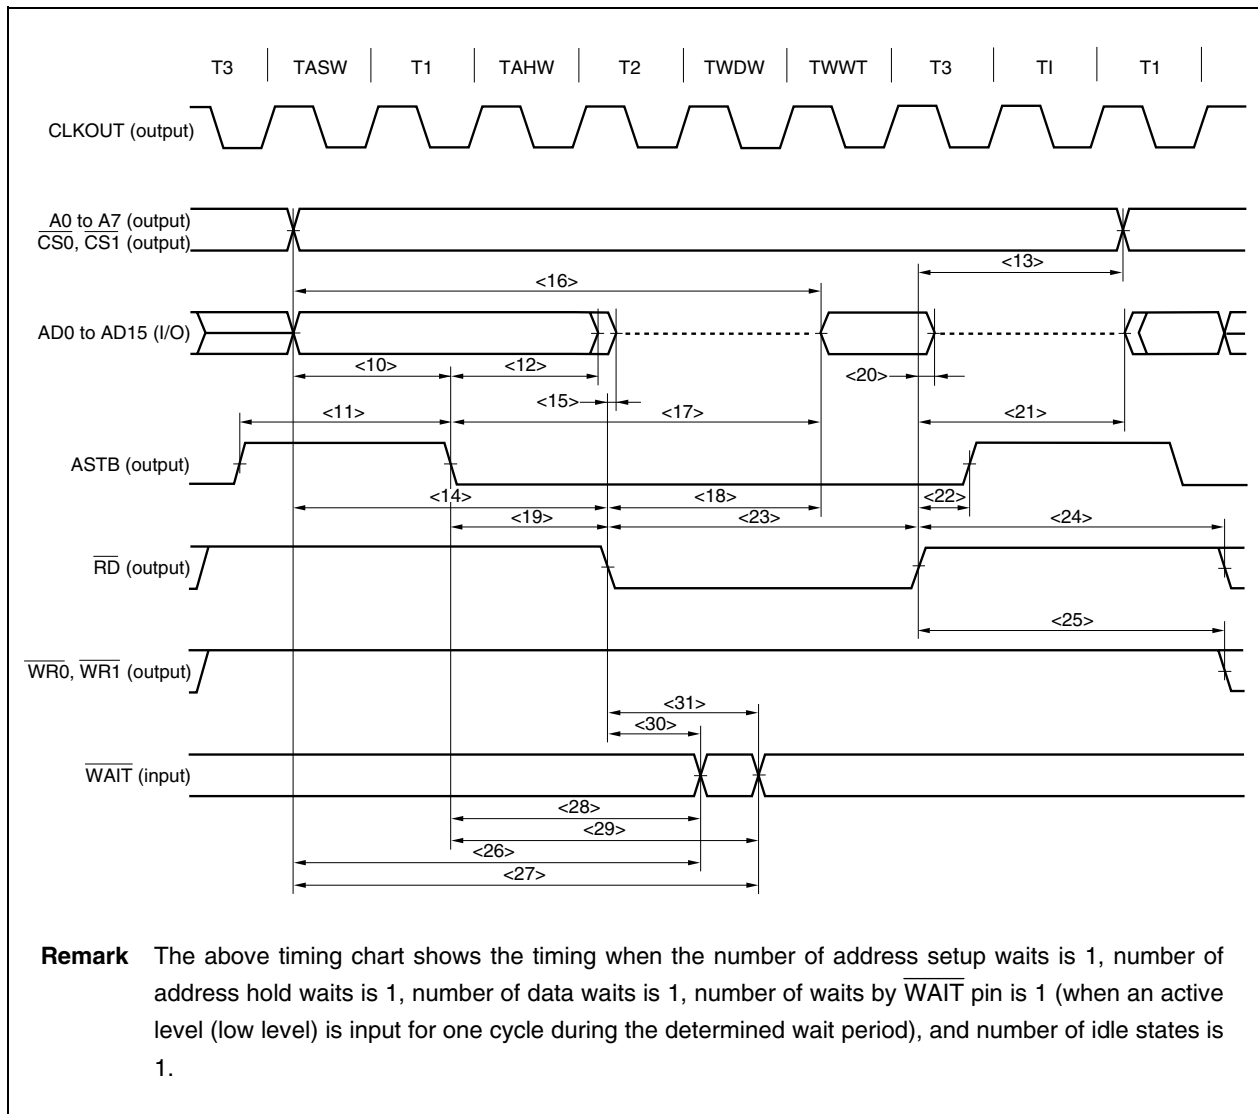 T3 TASW T1 TAHW T2 TWDW TWWT T3 TI T1
CLKOUT (output)
A0 to A7 (output)
CS0, CS1 (output)
<13>
<16>
AD0 to AD15 (I/O)
<10> <12> <20>
<15>
<11> <17> <21>
ASTB (output)
<14> <18> <22>
<19> <23> <24>
RD (output)
<25>
WR0, WR1 (output)
<31>
<30>
WAIT (input)
<28>
<29>
<26>
<27>
Remark The above timing chart shows the timing when the number of address setup waits is 1, number of
address hold waits is 1, number of data waits is 1, number of waits by WAIT pin is 1 (when an active
level (low level) is input for one cycle during the determined wait period), and number of idle states is
1.